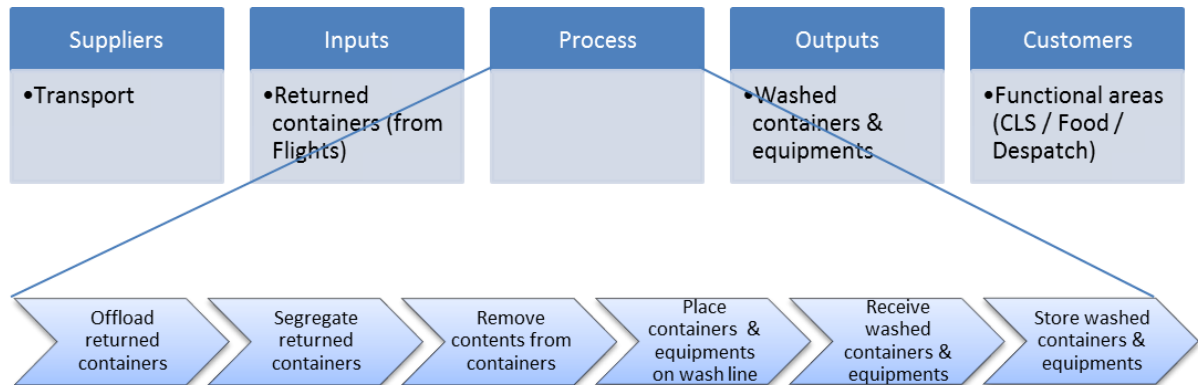 Suppliers
Inputs
Process
Outputs
Customers
•Transport
•Returned
containers (from
Flights)
•Washed
containers &
equipments
•Functional areas
(CLS / Food /
Despatch)
Offload
returned
containers
Segregate
returned
containers
Remove
contents from
containers
Place
containers &
equipments
on wash line
Receive
washed
containers &
equipments
Store washed
containers &
equipments